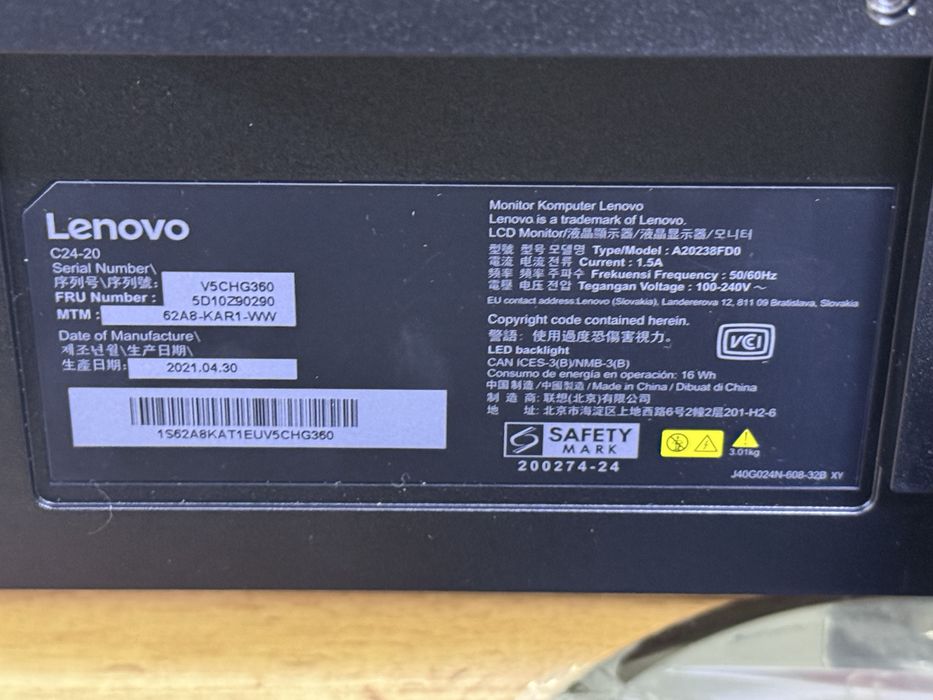 Lenovo
C24-20
Serial Number\
序列号\序列號: V5CHG360
FRU Number : 5D10Z90290
MTM : 62A8-KAR1-WW
Date of Manufacture\
제조년월\生产日期\
生產日期: 2021.04.30
1S62A8KAT1EUV5CHG360
Monitor Komputer Lenovo
Lenovo is a trademark of Lenovo.
LCD Monitor/液晶顯示器/液晶显示器/모니터
型號 型号 모델명 Type/Model : A20238FD0
電流 电流 전류 Current : 1.5A
頻率 频率 주파수 Frekuensi Frequency : 50/60Hz
電壓 电压 전압 Tegangan Voltage : 100-240V ～
EU contact address:Lenovo (Slovakia), Landererova 12, 811 09 Bratislava, Slovakia
Copyright code contained herein.
警語: 使用過度恐傷害視力。
VCI
LED backlight
CAN ICES-3(B)/NMB-3(B)
Consumo de energía en operación: 16 Wh
中国制造/中國製造/Made in China/Dibuat di China
制 造 商: 联想(北京)有限公司
地 址: 北京市海淀区上地西路6号2幢2层201-H2-6
SAFETY
MARK
200274-24
3.01kg
J40G024N-608-32B XY